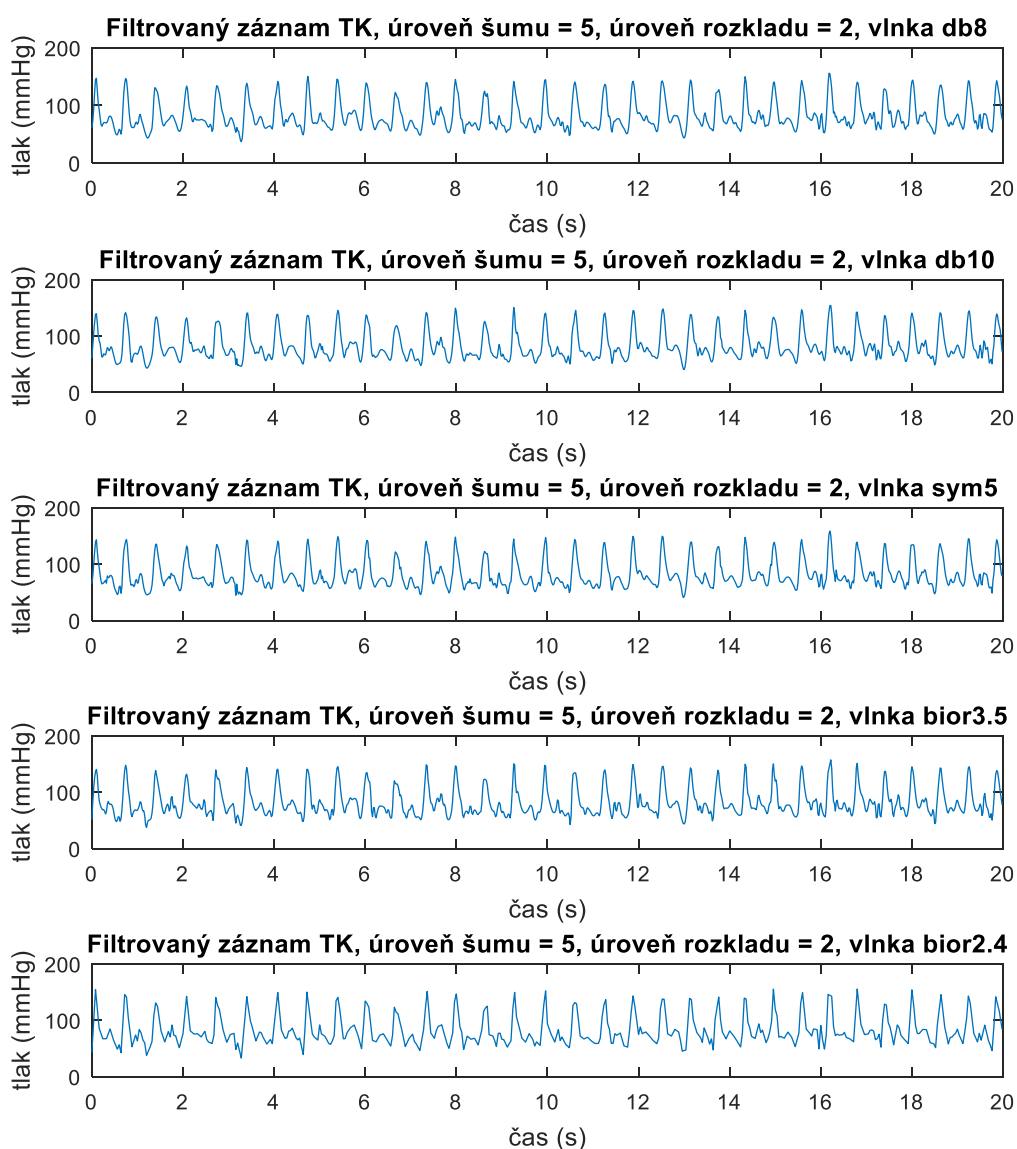 Filtrovaný záznam TK, úroveň šumu = 5, úroveň rozkladu = 2, vlnka db8
tlak (mmHg)
200
100
0
0 2 4 6 8 10 12 14 16 18 20
čas (s)
Filtrovaný záznam TK, úroveň šumu = 5, úroveň rozkladu = 2, vlnka db10
tlak (mmHg)
200
100
0
0 2 4 6 8 10 12 14 16 18 20
čas (s)
Filtrovaný záznam TK, úroveň šumu = 5, úroveň rozkladu = 2, vlnka sym5
tlak (mmHg)
200
100
0
0 2 4 6 8 10 12 14 16 18 20
čas (s)
Filtrovaný záznam TK, úroveň šumu = 5, úroveň rozkladu = 2, vlnka bior3.5
tlak (mmHg)
200
100
0
0 2 4 6 8 10 12 14 16 18 20
čas (s)
Filtrovaný záznam TK, úroveň šumu = 5, úroveň rozkladu = 2, vlnka bior2.4
tlak (mmHg)
200
100
0
0 2 4 6 8 10 12 14 16 18 20
čas (s)